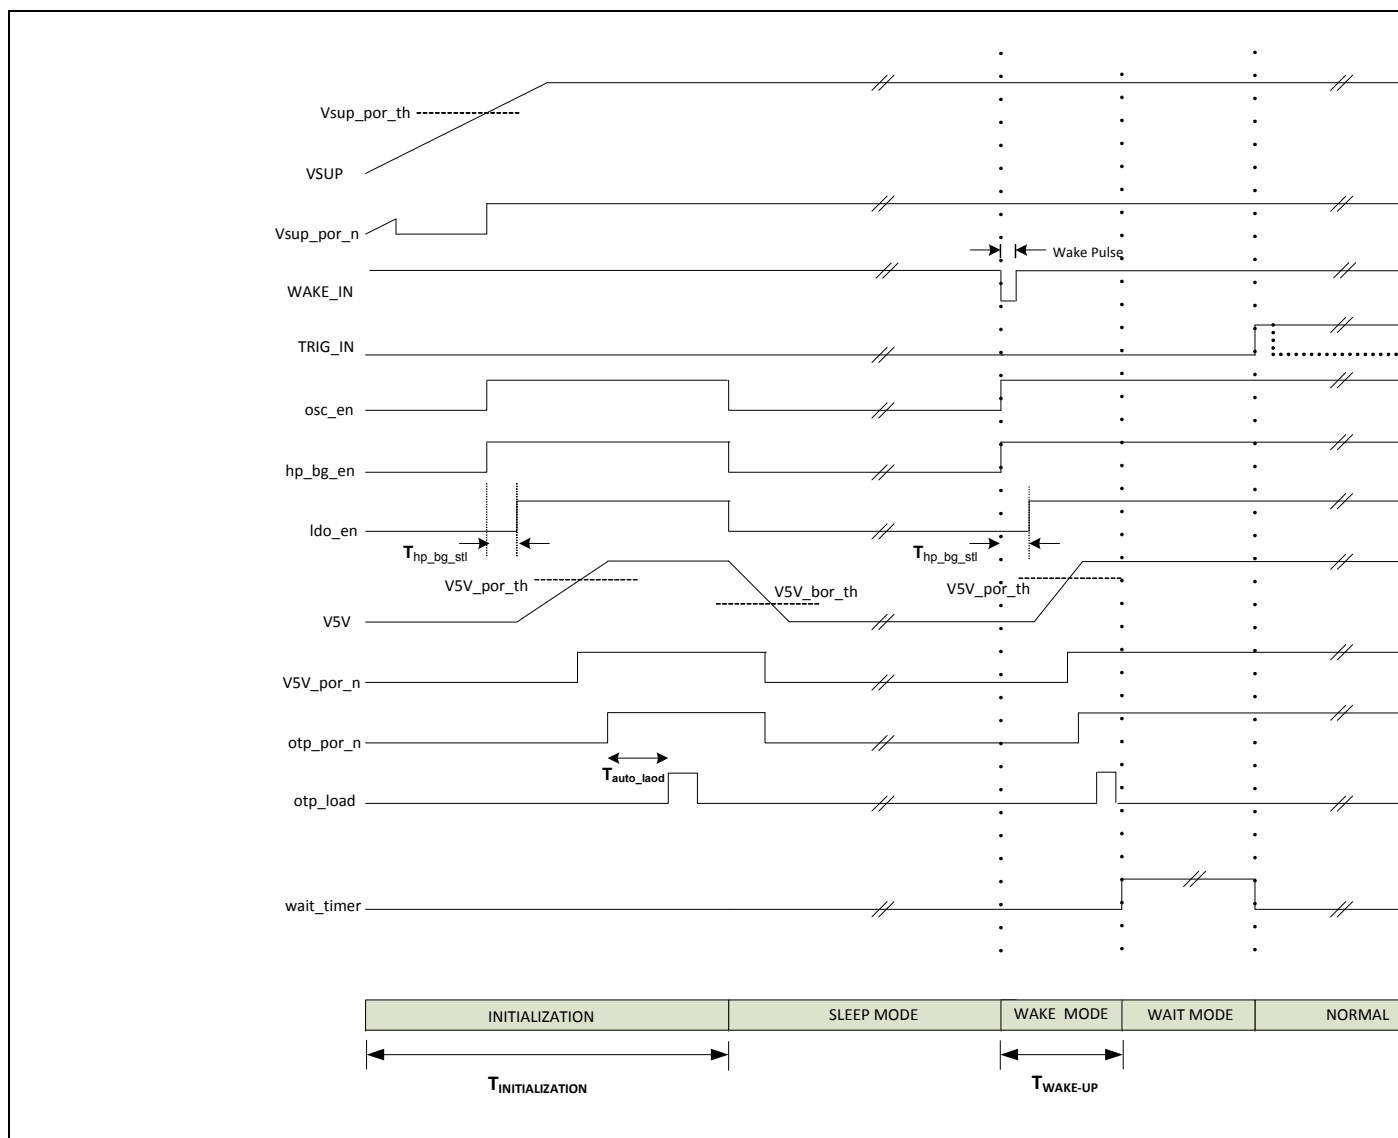 Vsup_por_th
VSUP
Vsup_por_n
Wake Pulse
WAKE_IN
TRIG_IN
osc_en
hp_bg_en
ldo_en
Thp_bg_stl
Thp_bg_stl
V5V_por_th
V5V_bor_th
V5V_por_th
V5V
V5V_por_n
otp_por_n
Tauto_laod
otp_load
wait_timer
INITIALIZATION
SLEEP MODE
WAKE MODE
WAIT MODE
NORMAL
TINITIALIZATION
TWAKE-UP